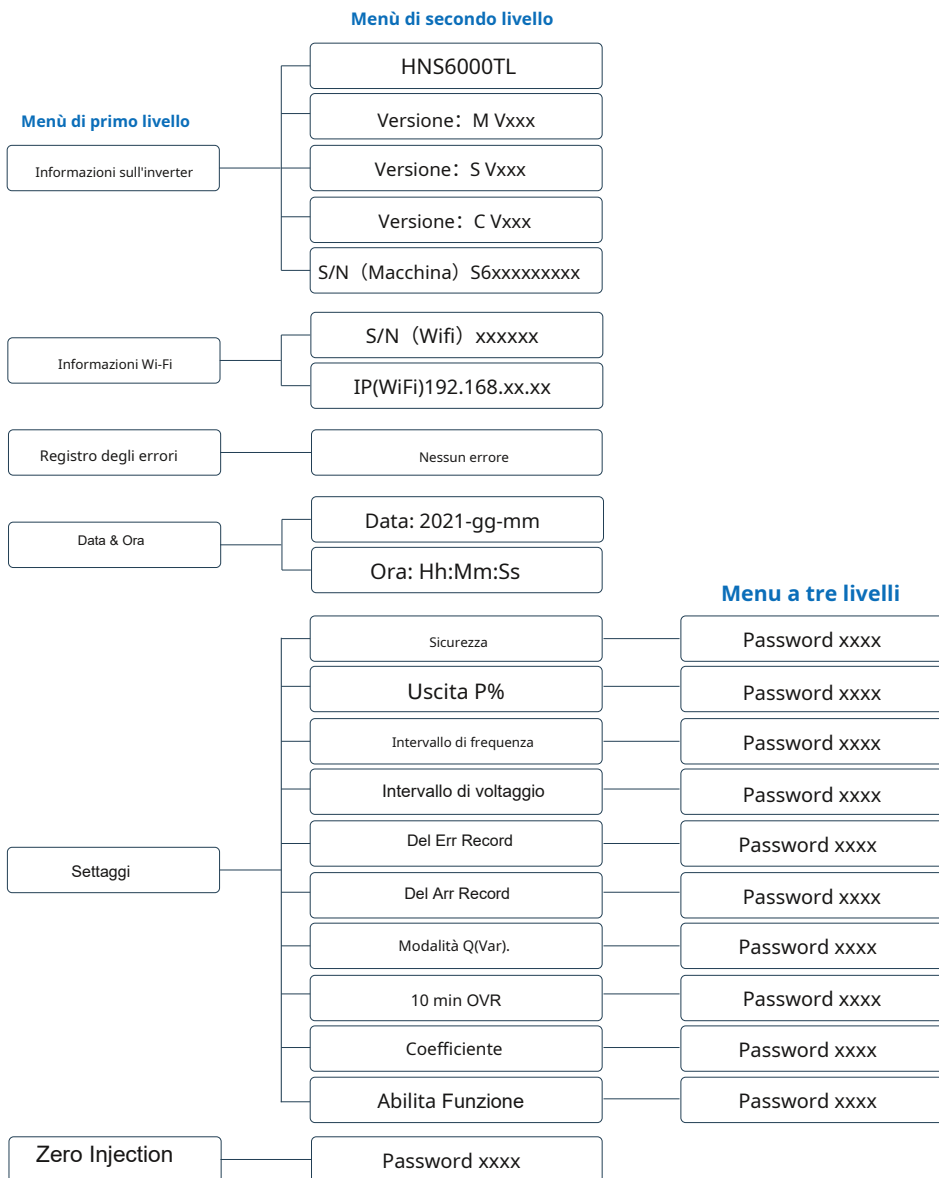 Menù di secondo livello
HNS6000TL
Menù di primo livello
Versione：M Vxxx
Informazioni sull'inverter
Versione：S Vxxx
Versione：C Vxxx
S/N（Macchina）S6xxxxxxxxx
S/N（Wifi）xxxxxx
Informazioni Wi-Fi
IP(WiFi)192.168.xx.xx
Registro degli errori
Nessun errore
Data & Ora
Data: 2021-gg-mm
Ora: Hh:Mm:Ss
Menu a tre livelli
Sicurezza
Password xxxx
Uscita P%
Password xxxx
Intervallo di frequenza
Password xxxx
Intervallo di voltaggio
Password xxxx
Del Err Record
Password xxxx
Settaggi
Del Arr Record
Password xxxx
Modalità Q(Var).
Password xxxx
10 min OVR
Password xxxx
Coefficiente
Password xxxx
Abilita Funzione
Password xxxx
Zero Injection
Password xxxx